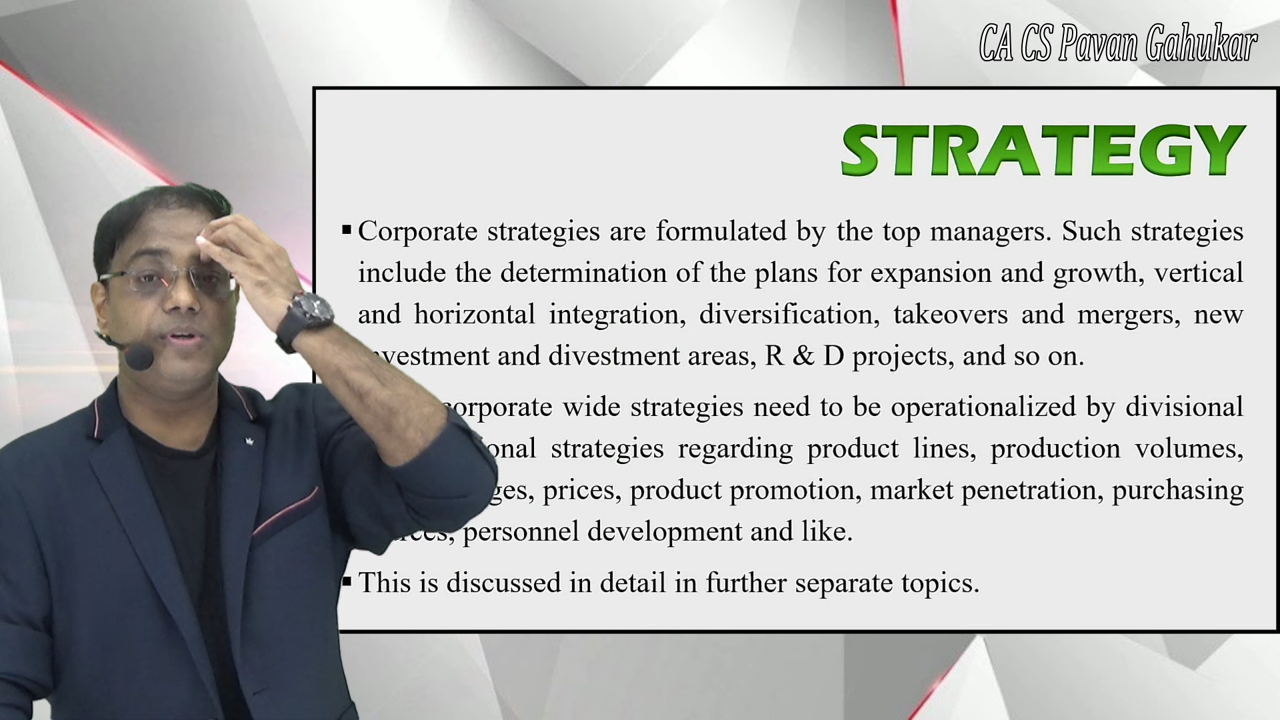 CA CS Pavan Gahukar
STRATEGY
▪ Corporate strategies are formulated by the top managers. Such strategies
include the determination of the plans for expansion and growth, vertical
and horizontal integration, diversification, takeovers and mergers, new
and divestment areas, R & D projects, and so on.
corporate wide strategies need to be operationalized by divisional
strategies regarding product lines, production volumes,
prices, product promotion, market penetration, purchasing
personnel development and like.
▪ This is discussed in detail in further separate topics.